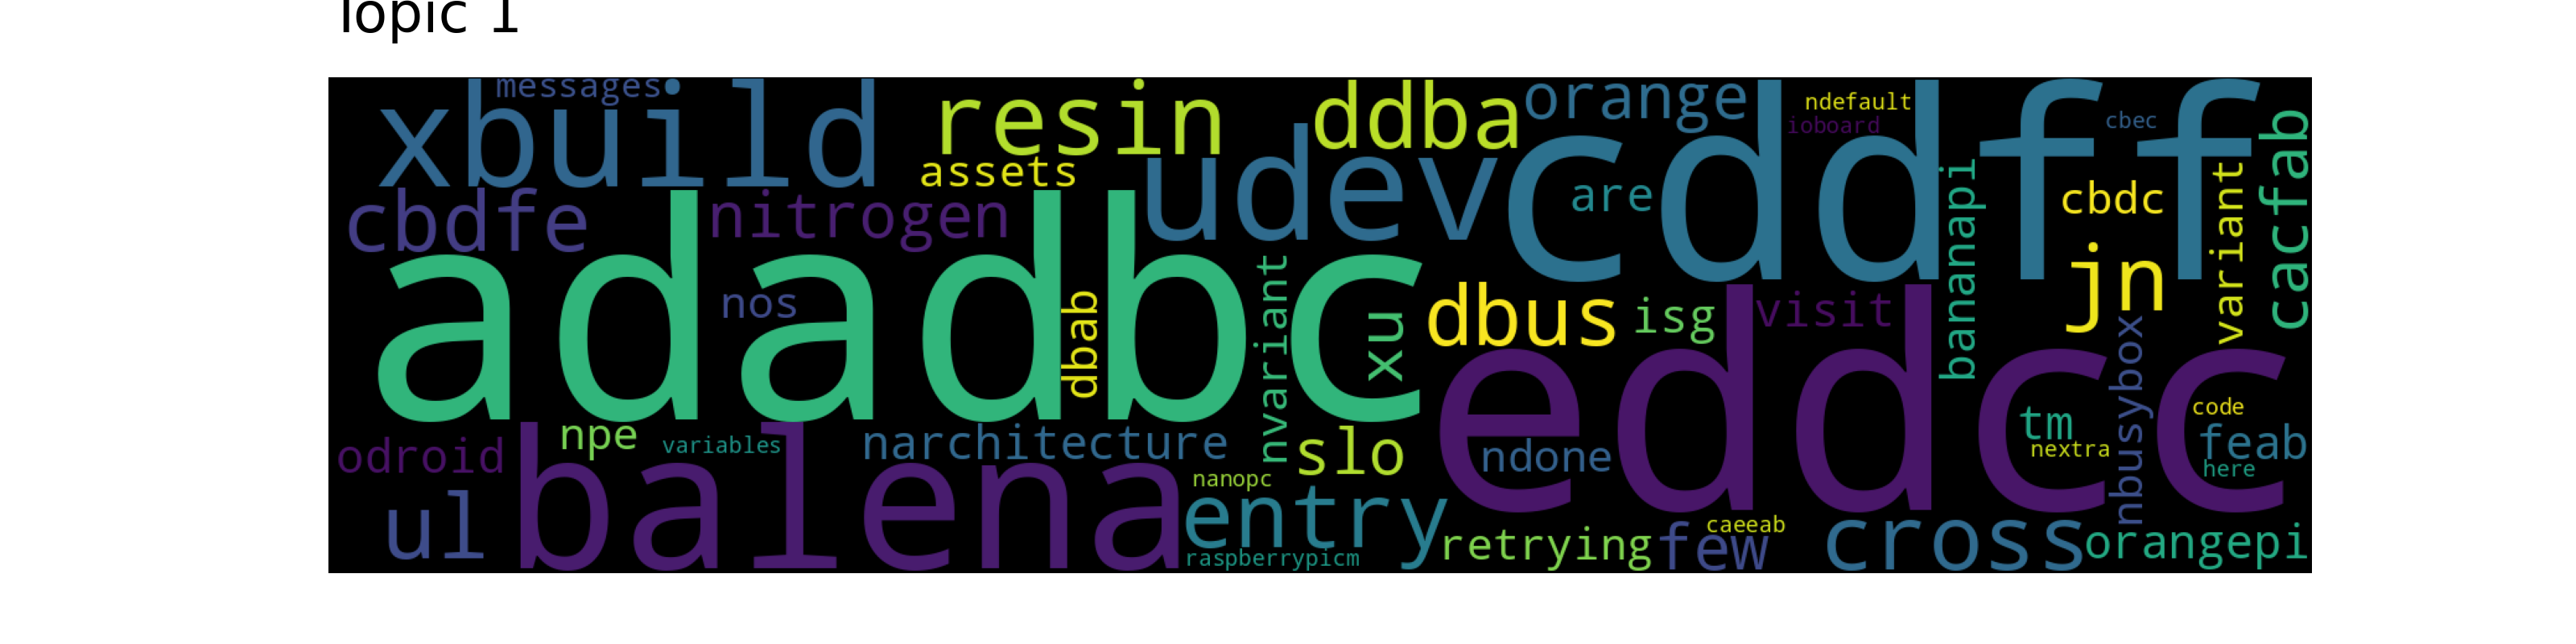 Topic 1
messages
xbuild
resin
ddba
orange
ndefault
ioboard
cbec
cddff
cacfab
assets
udev
are
bananapi
cbdc
variant
cbdfe
nitrogen
adadbc
nos
dbab
nvariant
xu
dbus
isg
visit
jn
eddcc
nbusybox
odroid
npe
variables
narchitecture
slo
ndone
tm
nextra
code
feab
here
balena
ul
nanopc
entry
raspberrypicm
retrying
few
caeeab
cross
orangepi